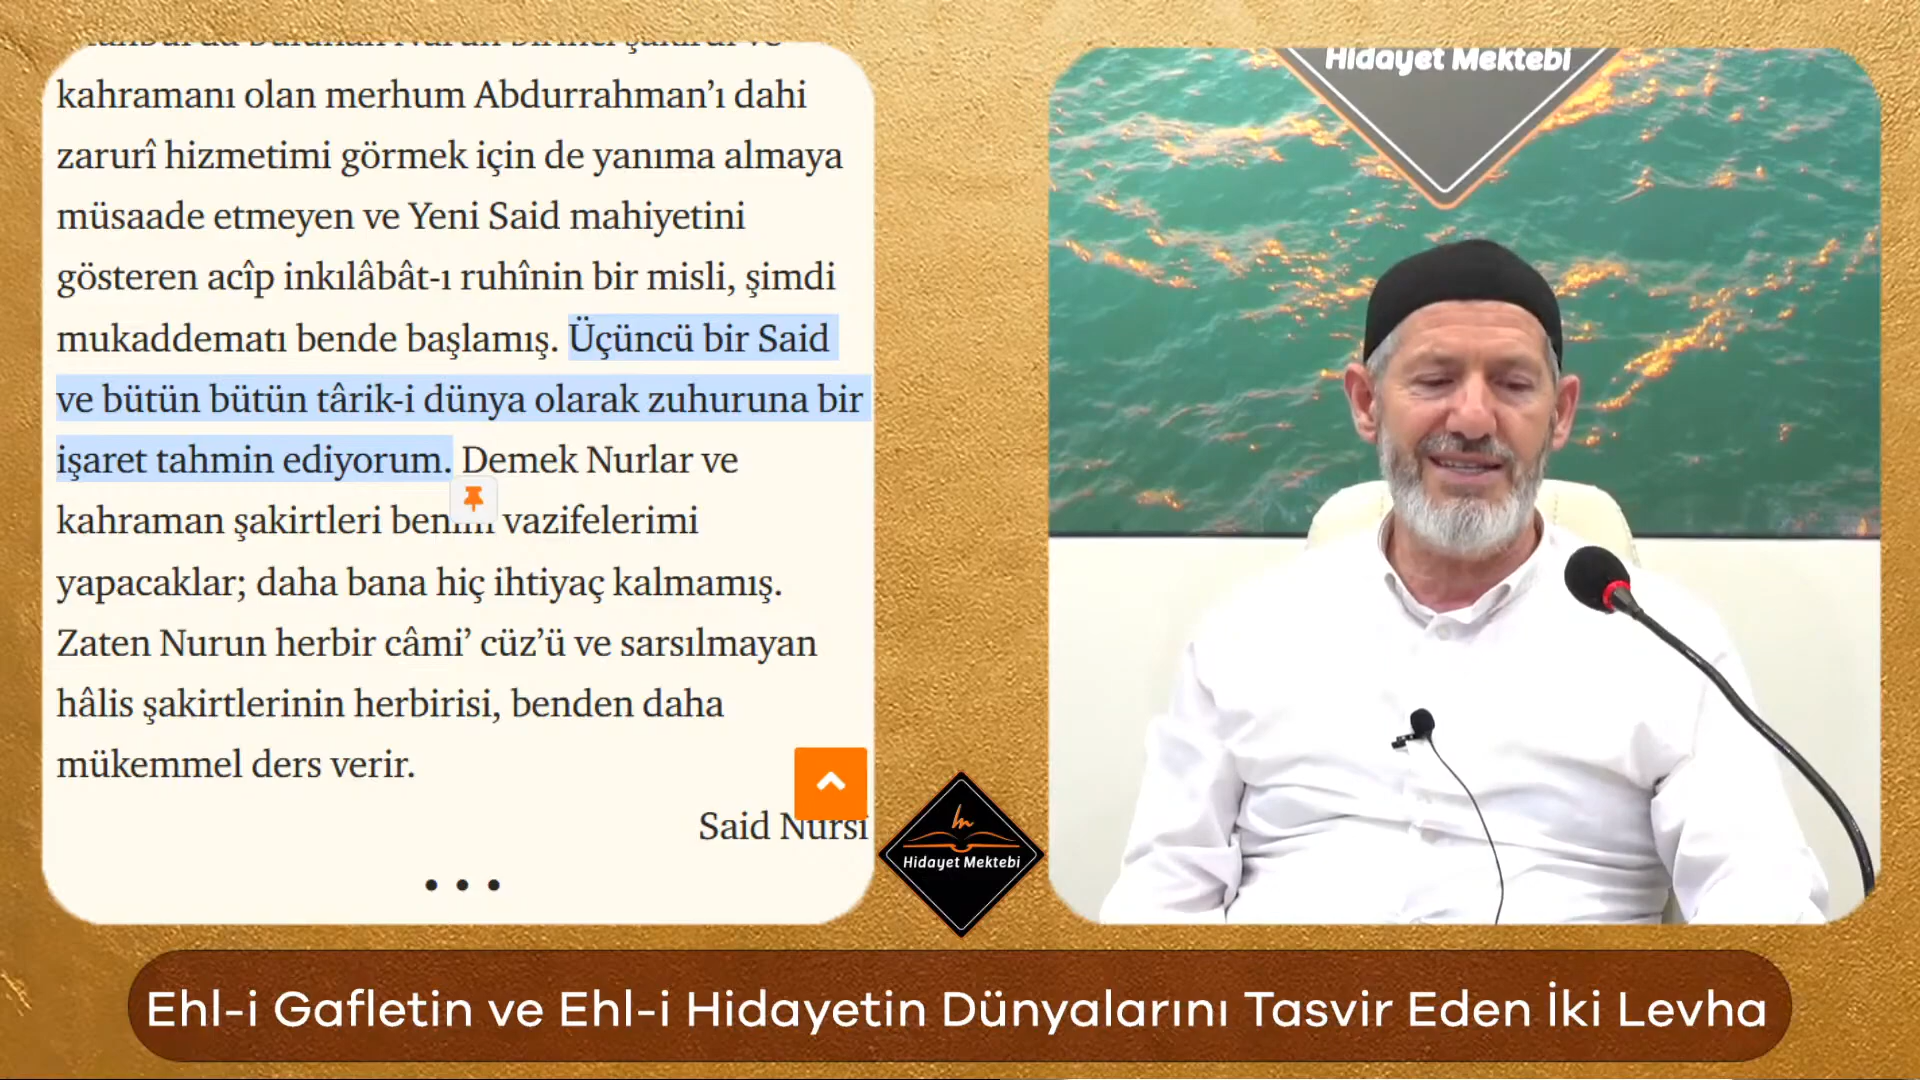 kahramanı olan merhum Abdurrahman’ı dahi
zarurî hizmetimi görmek için de yanıma almaya
müsaade etmeyen ve Yeni Said mahiyetini
gösteren acîp inkılâbât-ı ruhînin bir misli, şimdi
mukaddematı bende başlamış. Üçüncü bir Said
ve bütün bütün târik-i dünya olarak zuhuruna bir
işaret tahmin ediyorum. Demek Nurlar ve
kahraman şakirtleri benim vazifelerimi
yapacaklar; daha bana hiç ihtiyaç kalmamış.
Zaten Nurun herbir câmi’ cüz’ü ve sarsılmayan
hâlis şakirtlerinin herbirisi, benden daha
mükemmel ders verir.
Said Nursî
• • •
Hidayet Mektebi
Hidayet Mektebi
Ehl-i Gafletin ve Ehl-i Hidayetin Dünyalarını Tasvir Eden İki Levha